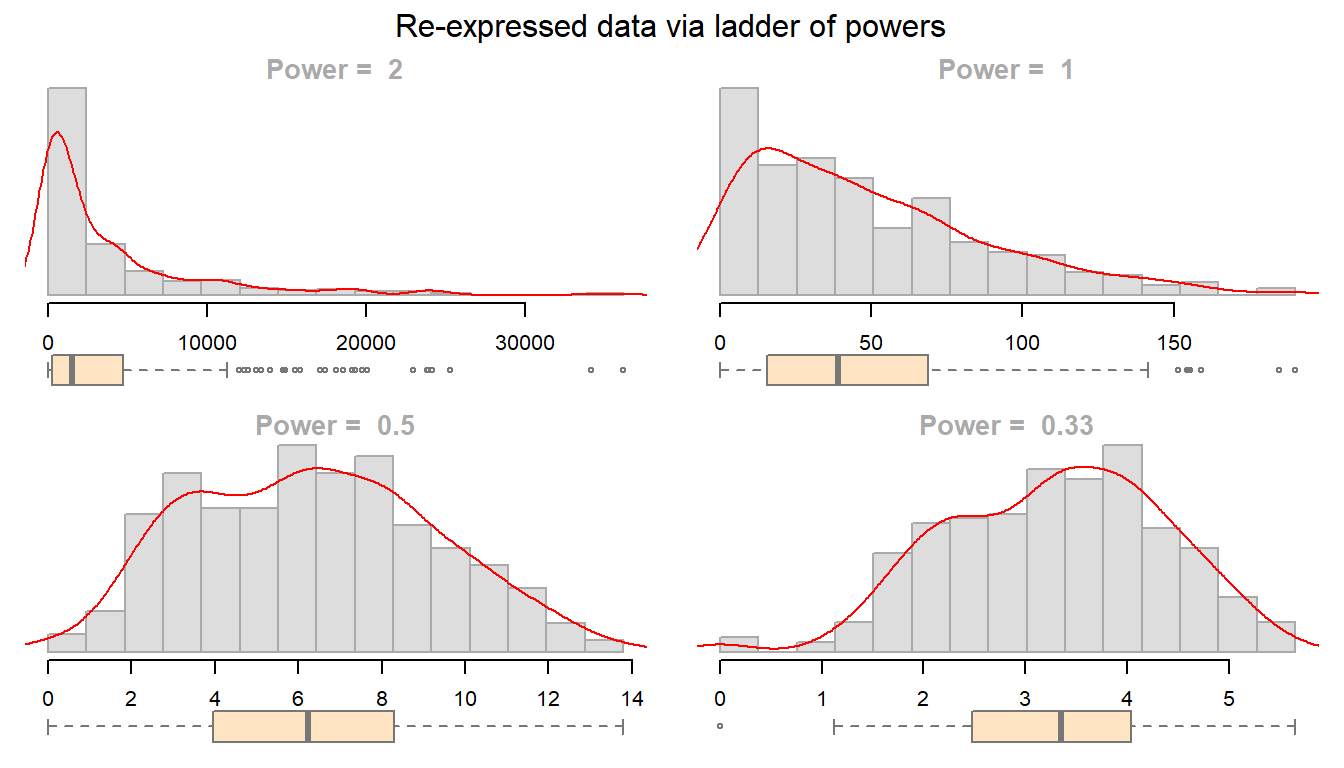 Re-expressed data via ladder of powers
Power = 2
0 10000 20000 30000
Power = 1
0 50 100 150
Power = 0.5
0 2 4 6 8 10 12 14
Power = 0.33
0 1 2 3 4 5